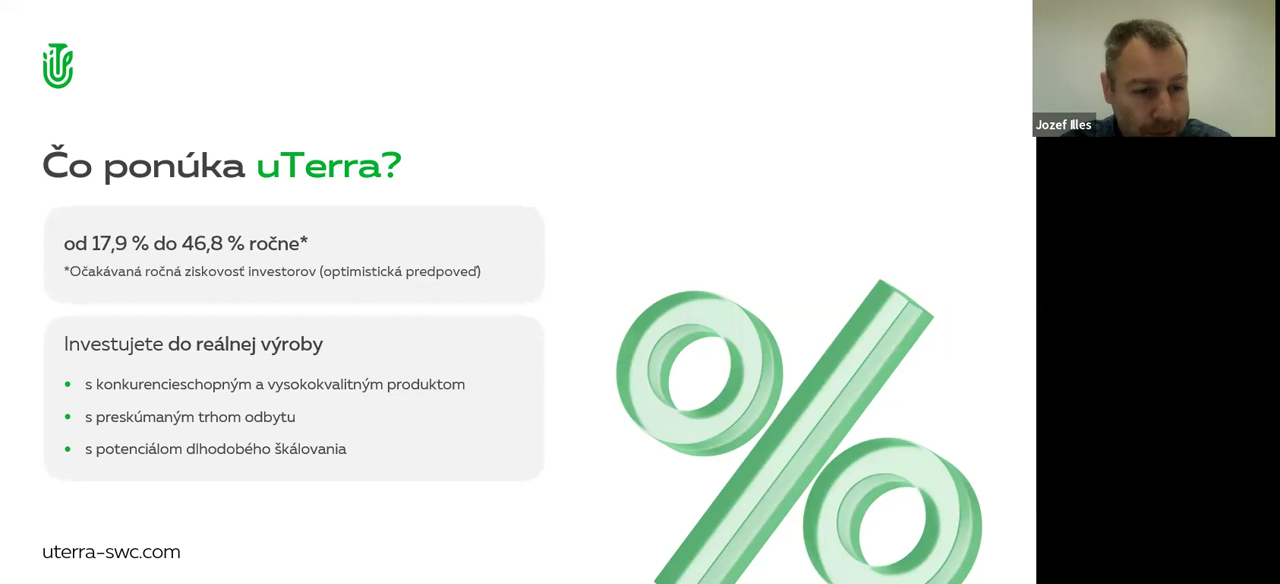 Čo ponúka uTerra?
od 17,9 % do 46,8 % ročne*
*Očakávaná ročná ziskovosť investorov (optimistická predpoveď)
Investujete do reálnej výroby
s konkurencieschopným a vysokokvalitným produktom
s preskúmaným trhom odbytu
s potenciálom dlhodobého škálovania
uterra-swc.com
Jozef Illes